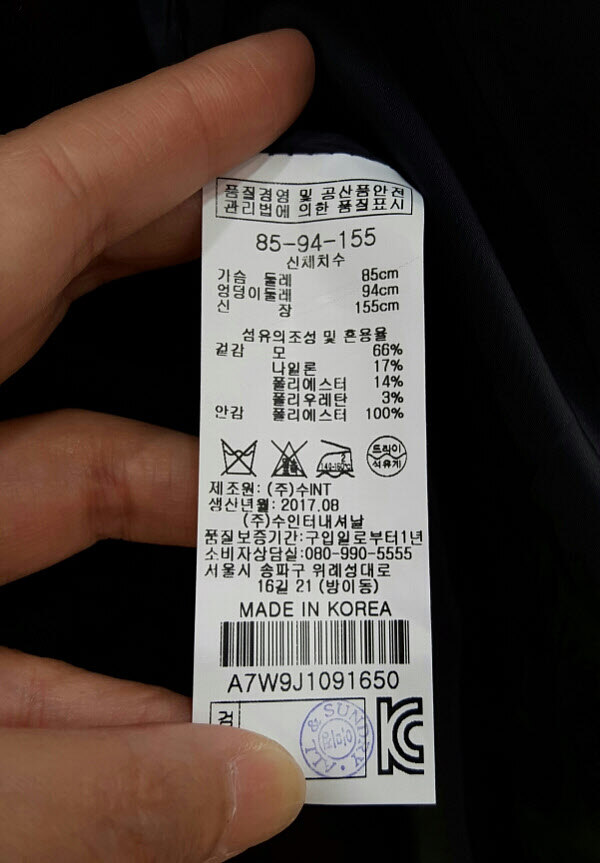 품질경영 및 공산품안전
관리법에 의한 품질표시
85-94-155
신체치수
가슴 둘레 85cm
엉덩이둘레 94cm
신 장 155cm
섬유의조성 및 혼용율
겉감 모 66%
나일론 17%
폴리에스터 14%
폴리우레탄 3%
안감 폴리에스터 100%
드라이
석유계
제조원: (주)수INT
생산년월: 2017.08
(주)수인터내셔날
품질보증기간:구입일로부터1년
소비자상담실:080-990-5555
서울시 송파구 위례성대로
16길 21 (방이동)
MADE IN KOREA
A7W9J1091650
검
ALL & SUNDRY
KC